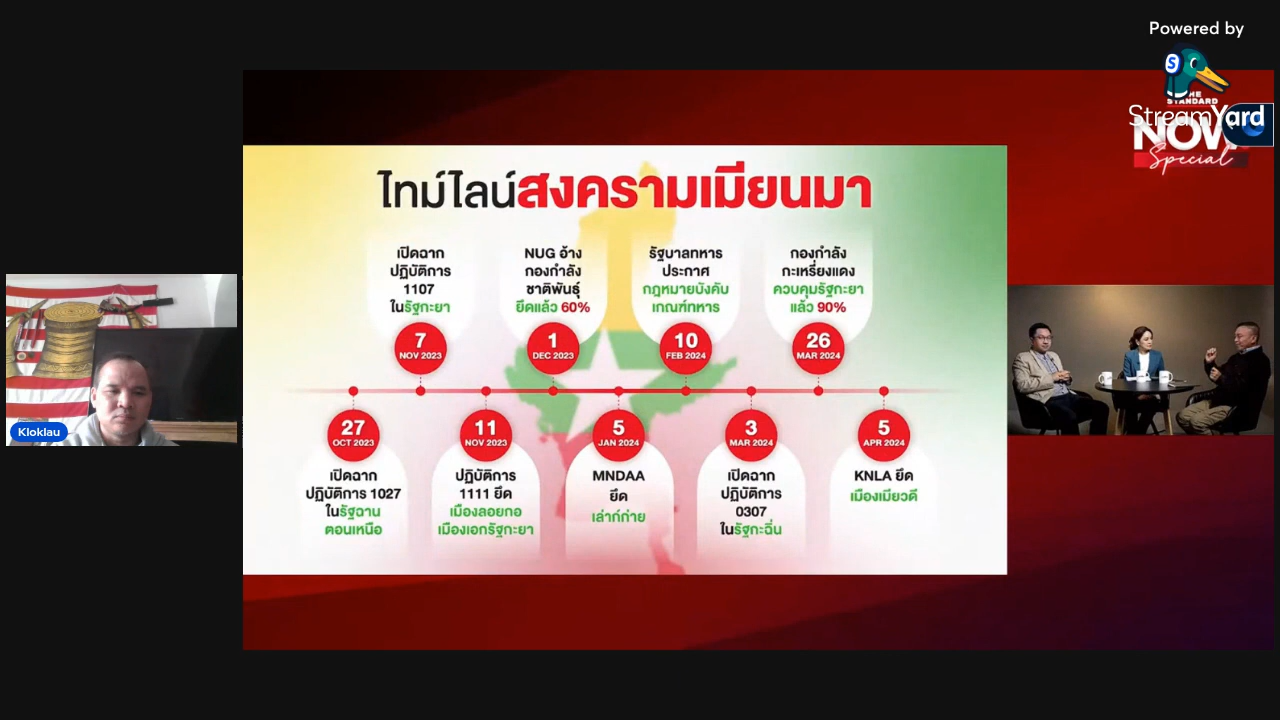 Powered by
S
THE
STANDARD
StreamYard
NOW
Special
ไทม์ไลน์สงครามเมียนมา
เปิดฉาก
ปฏิบัติการ
1107
ในรัฐกะยา
7
NOV 2023
NUG อ้าง
กองกำลัง
ชาติพันธุ์
ยึดแล้ว 60%
1
DEC 2023
รัฐบาลทหาร
ประกาศ
กฎหมายบังคับ
เกณฑ์ทหาร
10
FEB 2024
กองกำลัง
กะเหรี่ยงแดง
ควบคุมรัฐกะยา
แล้ว 90%
26
MAR 2024
27
OCT 2023
เปิดฉาก
ปฏิบัติการ 1027
ในรัฐฉาน
ตอนเหนือ
11
NOV 2023
ปฏิบัติการ
1111 ยึด
เมืองลอยกอ
เมืองเอกรัฐกะยา
5
JAN 2024
MNDAA
ยึด
เล่าก์ก่าย
3
MAR 2024
เปิดฉาก
ปฏิบัติการ
0307
ในรัฐกะฉิ่น
5
APR 2024
KNLA ยึด
เมืองเมียวดี
Kloklau